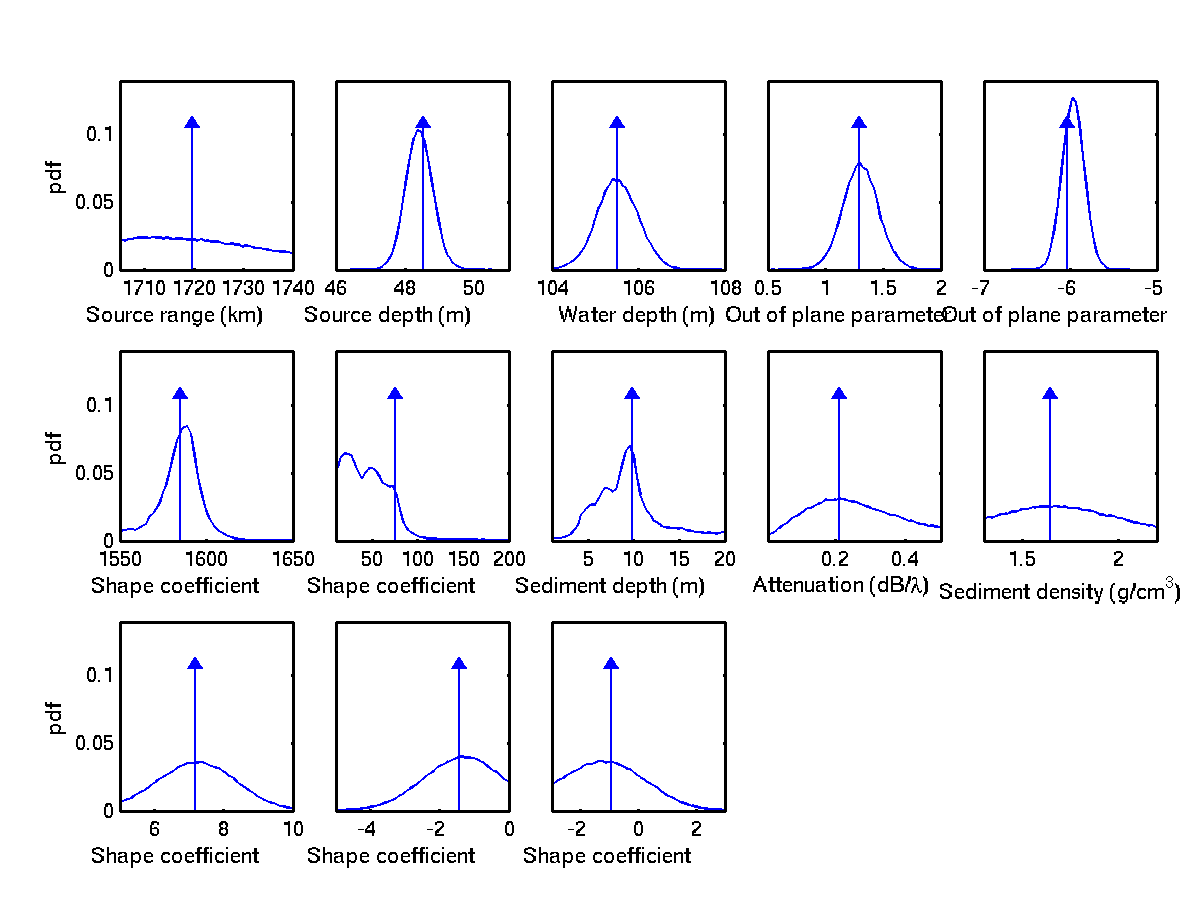 pdf
0.1
0.05
0
1710 1720 1730 1740
Source range (km)
46 48 50
Source depth (m)
104 106 108
Water depth (m)
0.5 1 1.5 2
Out of plane parameter
-7 -6 -5
Out of plane parameter
pdf
0.1
0.05
0
1550 1600 1650
Shape coefficient
50 100 150 200
Shape coefficient
5 10 15 20
Sediment depth (m)
0.2 0.4
Attenuation (dB/λ)
1.5 2
Sediment density (g/cm³)
pdf
0.1
0.05
0
6 8 10
Shape coefficient
-4 -2 0
Shape coefficient
-2 0 2
Shape coefficient